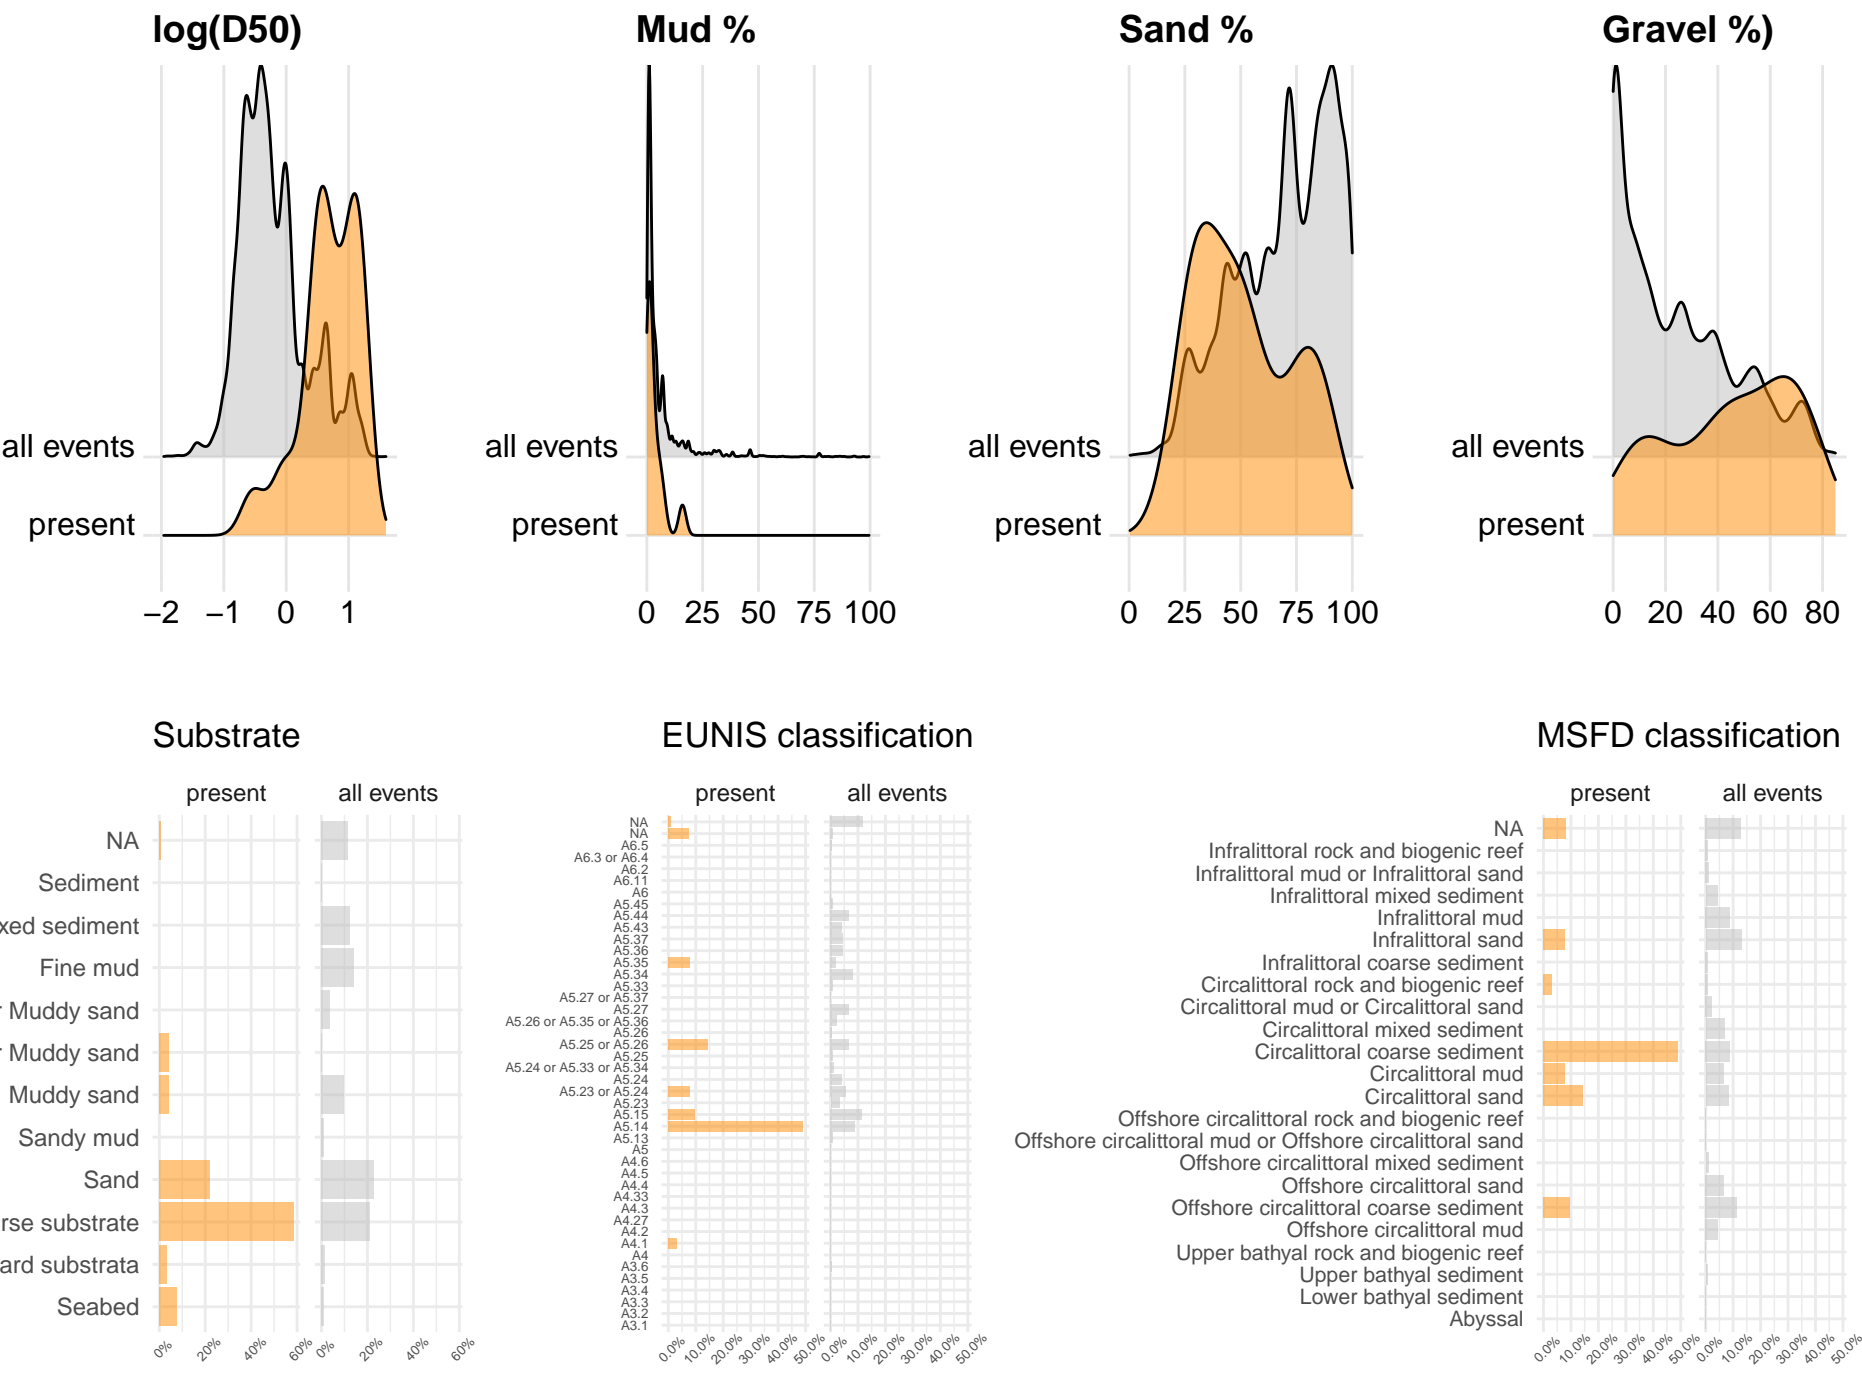 log(D50)
Mud %
Sand %
Gravel %)
all events
present
all events
present
all events
present
all events
present
−2 −1 0 1
0 25 50 75 100
0 25 50 75 100
0 20 40 60 80
Substrate
present all events
NA
Sediment
xed sediment
Fine mud
r Muddy sand
r Muddy sand
Muddy sand
Sandy mud
Sand
rse substrate
ard substrata
Seabed
0% 20% 40% 60% 0% 20% 40% 60%
EUNIS classification
present all events
NA
NA
A6.5
A6.3 or A6.4
A6.2
A6.11
A6
A5.45
A5.44
A5.43
A5.37
A5.36
A5.35
A5.34
A5.33
A5.27 or A5.37
A5.27
A5.26 or A5.35 or A5.36
A5.26
A5.25 or A5.26
A5.25
A5.24 or A5.33 or A5.34
A5.24
A5.23 or A5.24
A5.23
A5.15
A5.14
A5.13
A5
A4.6
A4.5
A4.4
A4.33
A4.3
A4.27
A4.2
A4.1
A4
A3.6
A3.5
A3.4
A3.3
A3.2
A3.1
0.0% 10.0% 20.0% 30.0% 40.0% 50.0% 0.0% 10.0% 20.0% 30.0% 40.0% 50.0%
MSFD classification
present all events
NA
Infralittoral rock and biogenic reef
Infralittoral mud or Infralittoral sand
Infralittoral mixed sediment
Infralittoral mud
Infralittoral sand
Infralittoral coarse sediment
Circalittoral rock and biogenic reef
Circalittoral mud or Circalittoral sand
Circalittoral mixed sediment
Circalittoral coarse sediment
Circalittoral mud
Circalittoral sand
Offshore circalittoral rock and biogenic reef
Offshore circalittoral mud or Offshore circalittoral sand
Offshore circalittoral mixed sediment
Offshore circalittoral sand
Offshore circalittoral coarse sediment
Offshore circalittoral mud
Upper bathyal rock and biogenic reef
Upper bathyal sediment
Lower bathyal sediment
Abyssal
0.0% 10.0% 20.0% 30.0% 40.0% 50.0% 0.0% 10.0% 20.0% 30.0% 40.0% 50.0%